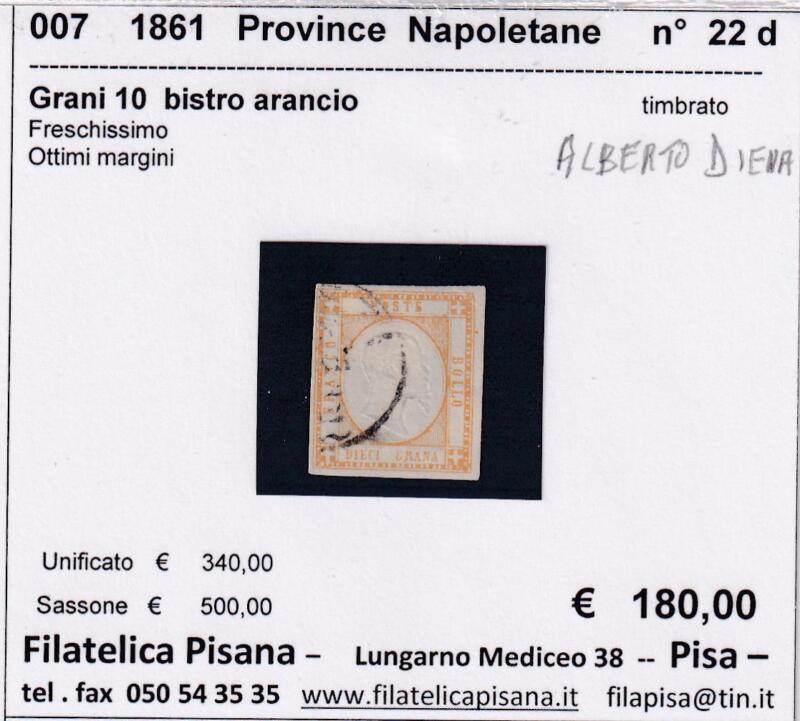 007 1861 Province Napoletane n° 22 d
Grani 10 bistro arancio timbrato
Freschissimo
Ottimi margini
ALBERTO DIENA
POSTE
FRANCO
BOLLO
DIECI GRANA
Unificato € 340,00
Sassone € 500,00
€ 180,00
Filatelica Pisana – Lungarno Mediceo 38 -- Pisa –
tel . fax 050 54 35 35 www.filatelicapisana.it filapisa@tin.it